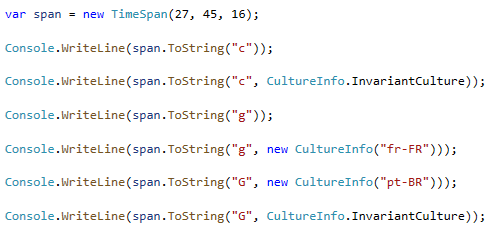 var span = new TimeSpan(27, 45, 16);
Console.WriteLine(span.ToString("c"));
Console.WriteLine(span.ToString("c", CultureInfo.InvariantCulture));
Console.WriteLine(span.ToString("g"));
Console.WriteLine(span.ToString("g", new CultureInfo("fr-FR")));
Console.WriteLine(span.ToString("G", new CultureInfo("pt-BR")));
Console.WriteLine(span.ToString("G", CultureInfo.InvariantCulture));